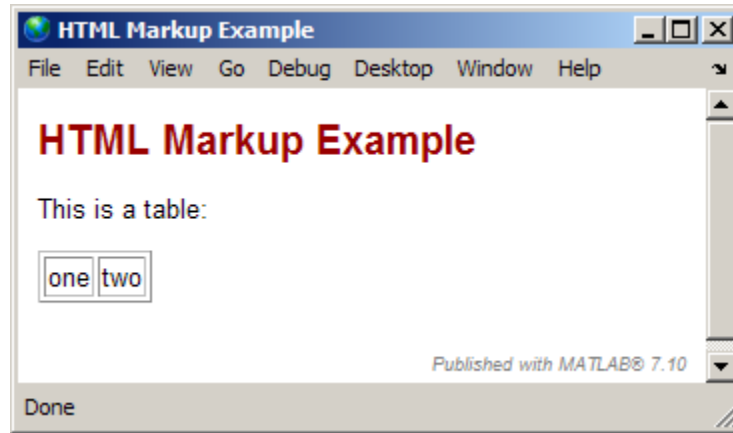 HTML Markup Example
File Edit View Go Debug Desktop Window Help
HTML Markup Example
This is a table:
one two
Published with MATLAB® 7.10
Done